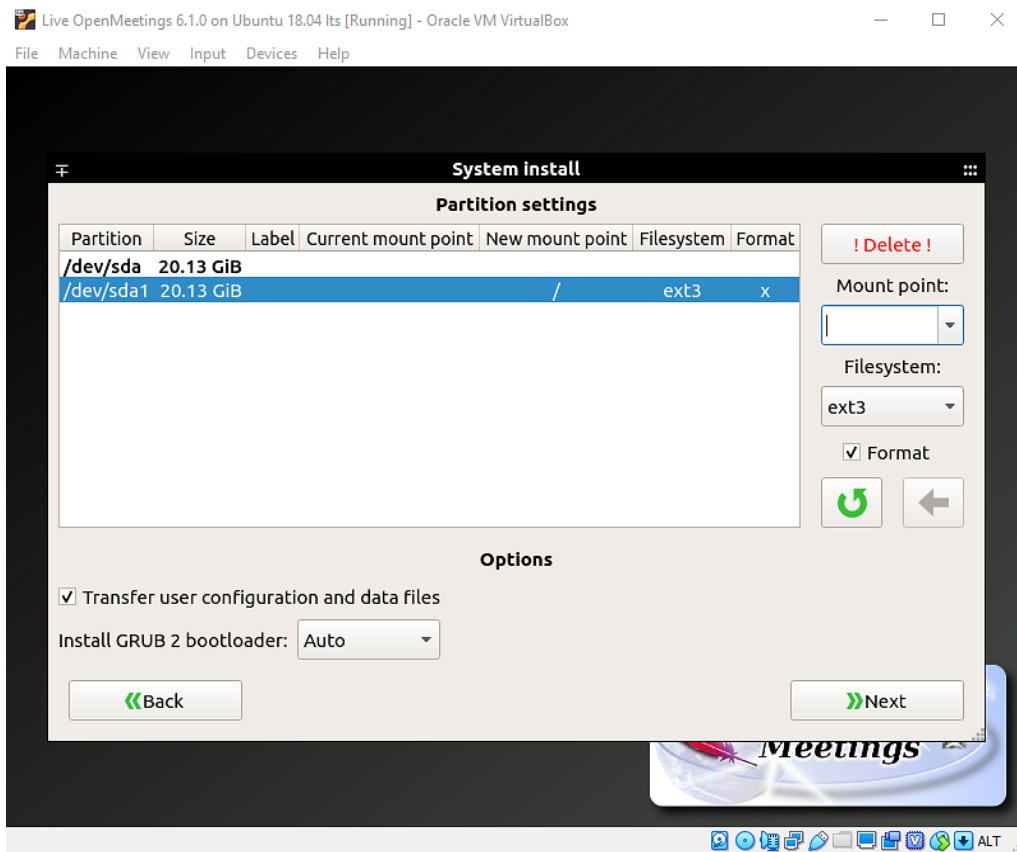 Live OpenMeetings 6.1.0 on Ubuntu 18.04 lts [Running] - Oracle VM VirtualBox
File Machine View Input Devices Help
System install
Partition settings
Partition Size Label Current mount point New mount point Filesystem Format
/dev/sda 20.13 GiB
/dev/sda1 20.13 GiB / ext3 x
! Delete !
Mount point:
Filesystem:
ext3
Format
Options
Transfer user configuration and data files
Install GRUB 2 bootloader: Auto
Back
Next
Meetings
ALT